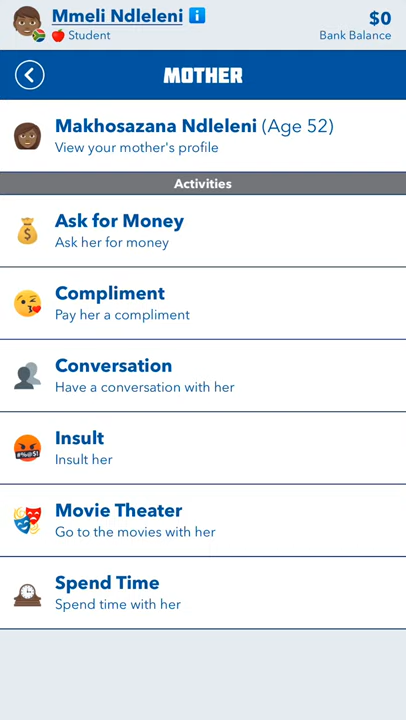 Mmeli Ndleleni
$0
Student
Bank Balance
MOTHER
Makhosazana Ndleleni (Age 52)
View your mother's profile
Activities
Ask for Money
Ask her for money
Compliment
Pay her a compliment
Conversation
Have a conversation with her
Insult
Insult her
Movie Theater
Go to the movies with her
Spend Time
Spend time with her